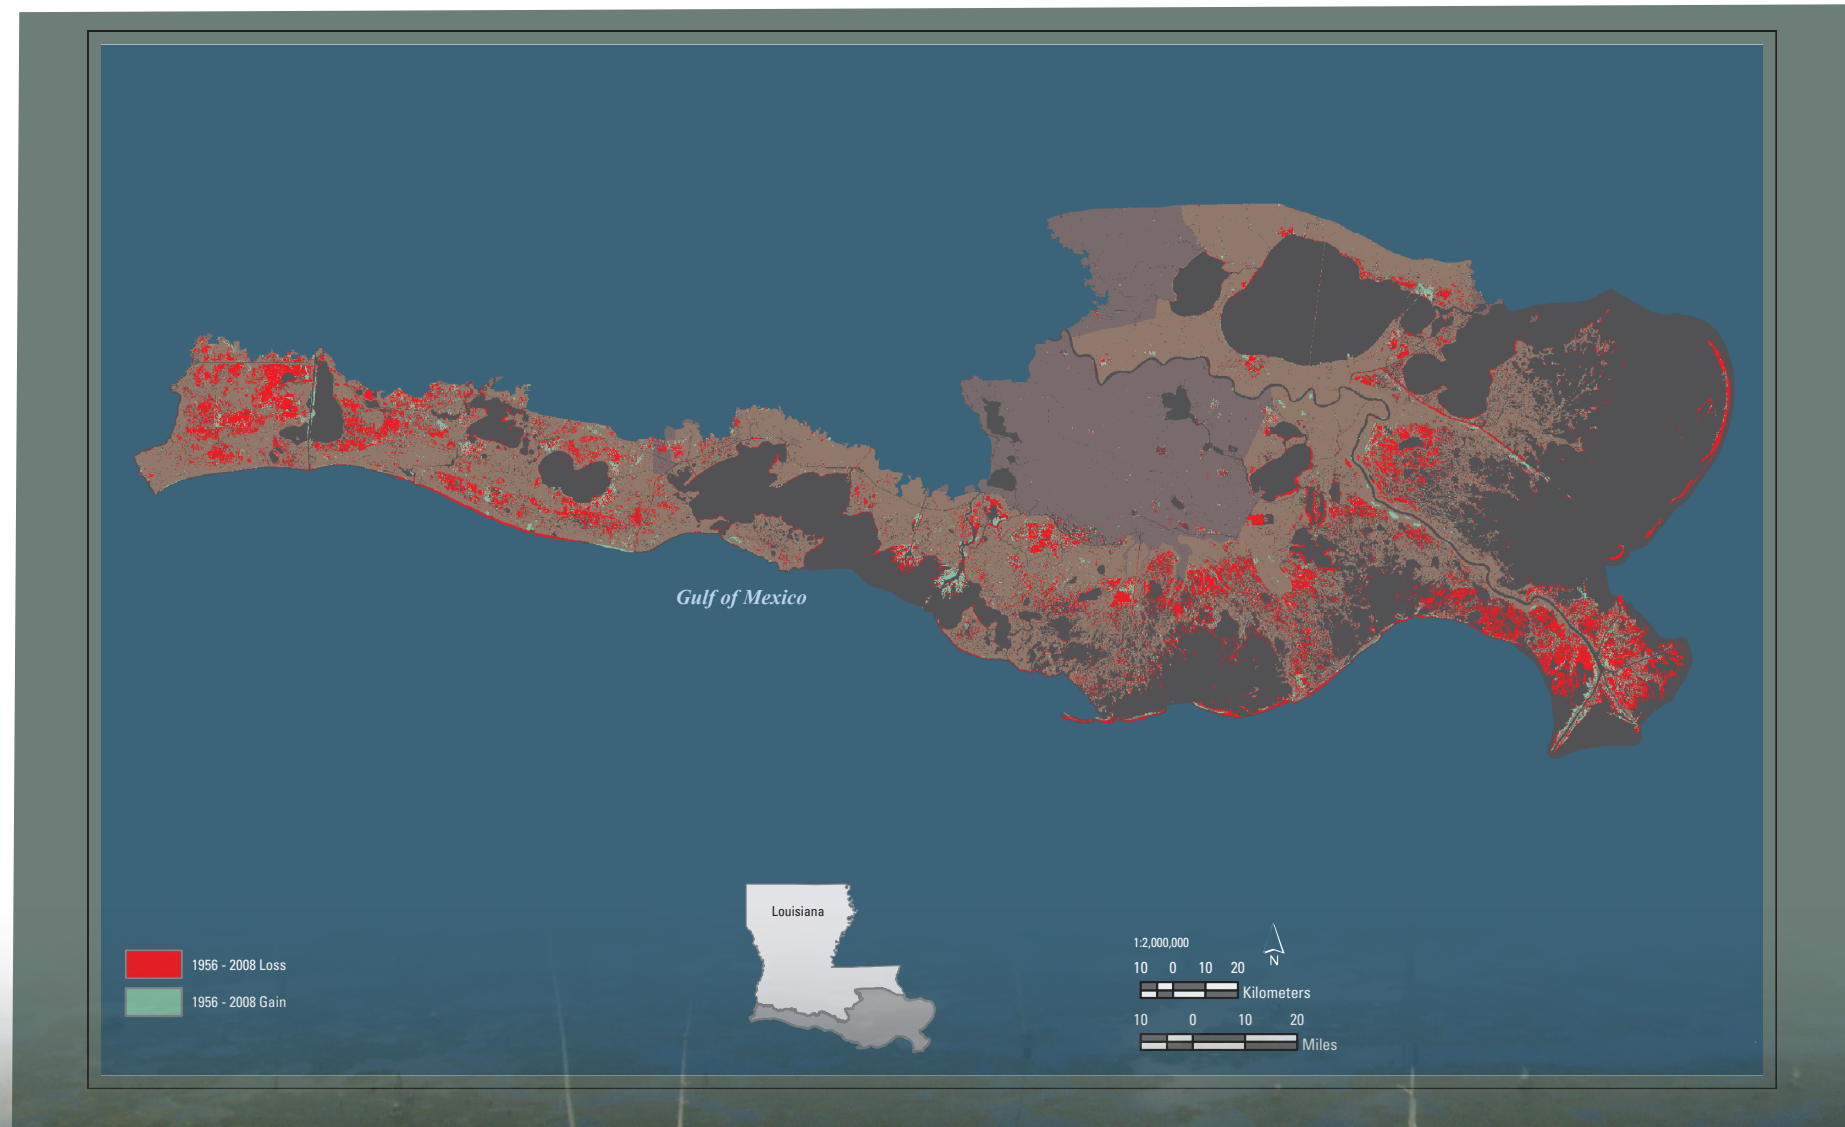 Gulf of Mexico
1956 - 2008 Loss
1956 - 2008 Gain
Louisiana
1:2,000,000
N
10 0 10 20
Kilometers
10 0 10 20
Miles